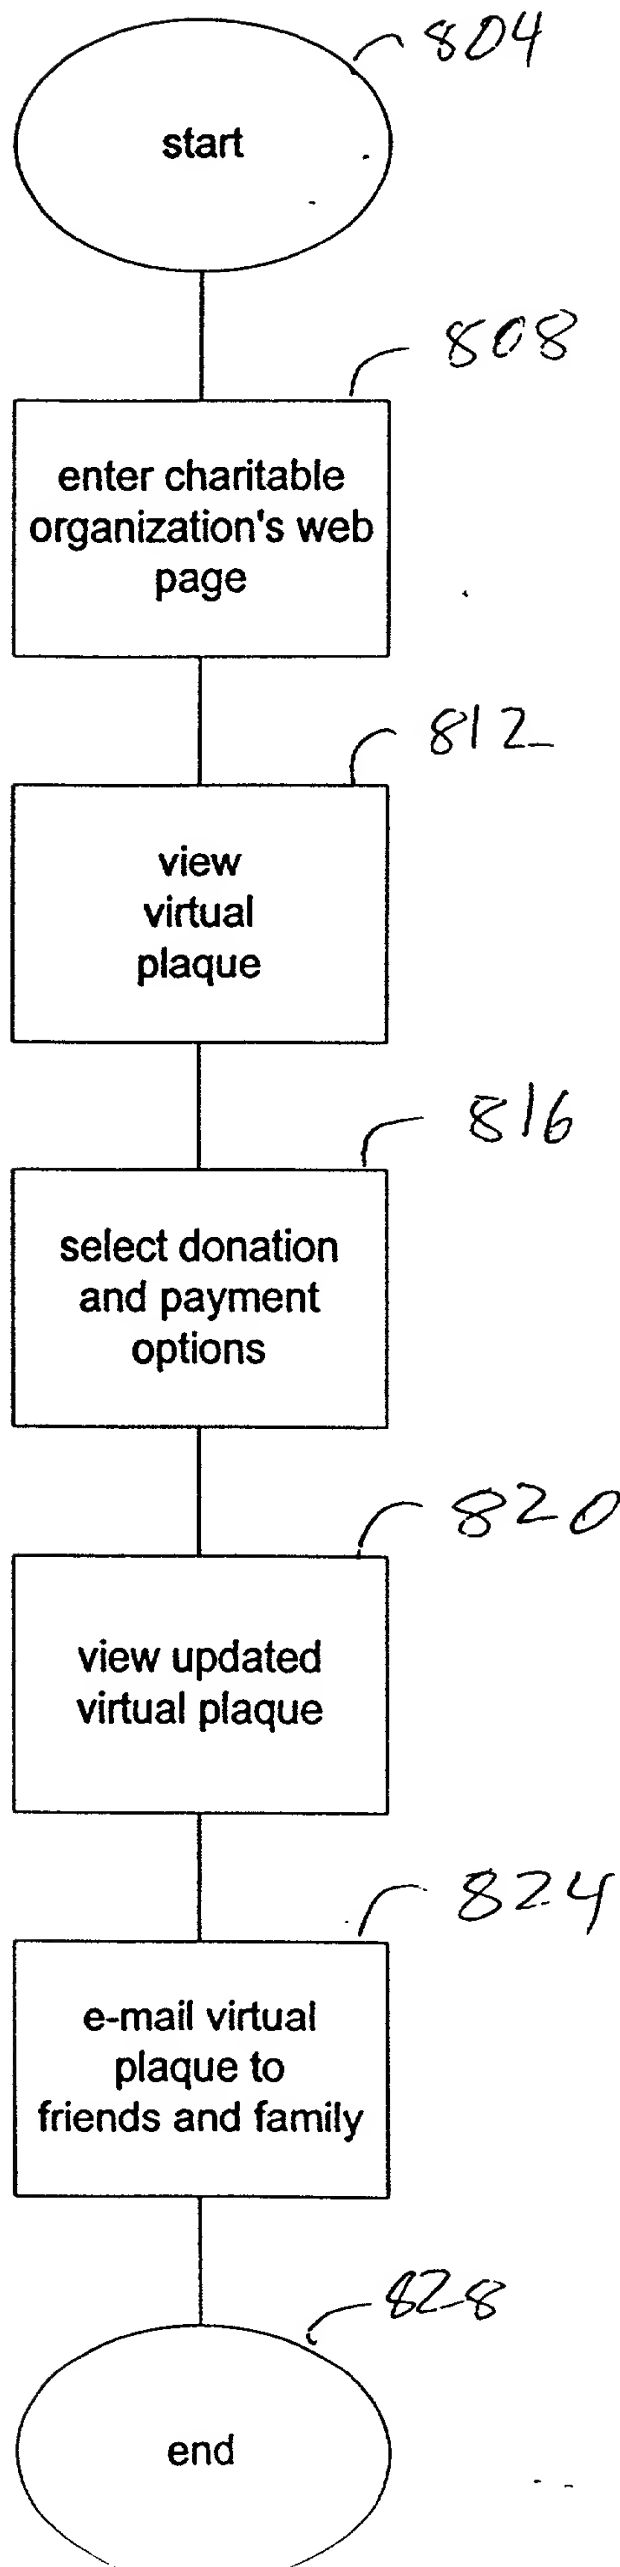 804
start
808
enter charitable
organization's web
page
812
view
virtual
plaque
816
select donation
and payment
options
820
view updated
virtual plaque
824
e-mail virtual
plaque to
friends and family
828
end